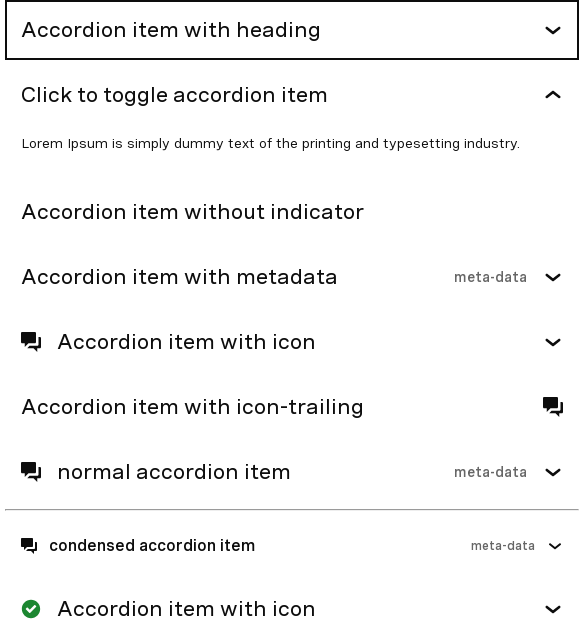 Accordion item with heading
Click to toggle accordion item
Lorem Ipsum is simply dummy text of the printing and typesetting industry.
Accordion item without indicator
Accordion item with metadata meta-data
Accordion item with icon
Accordion item with icon-trailing
normal accordion item meta-data
condensed accordion item meta-data
Accordion item with icon